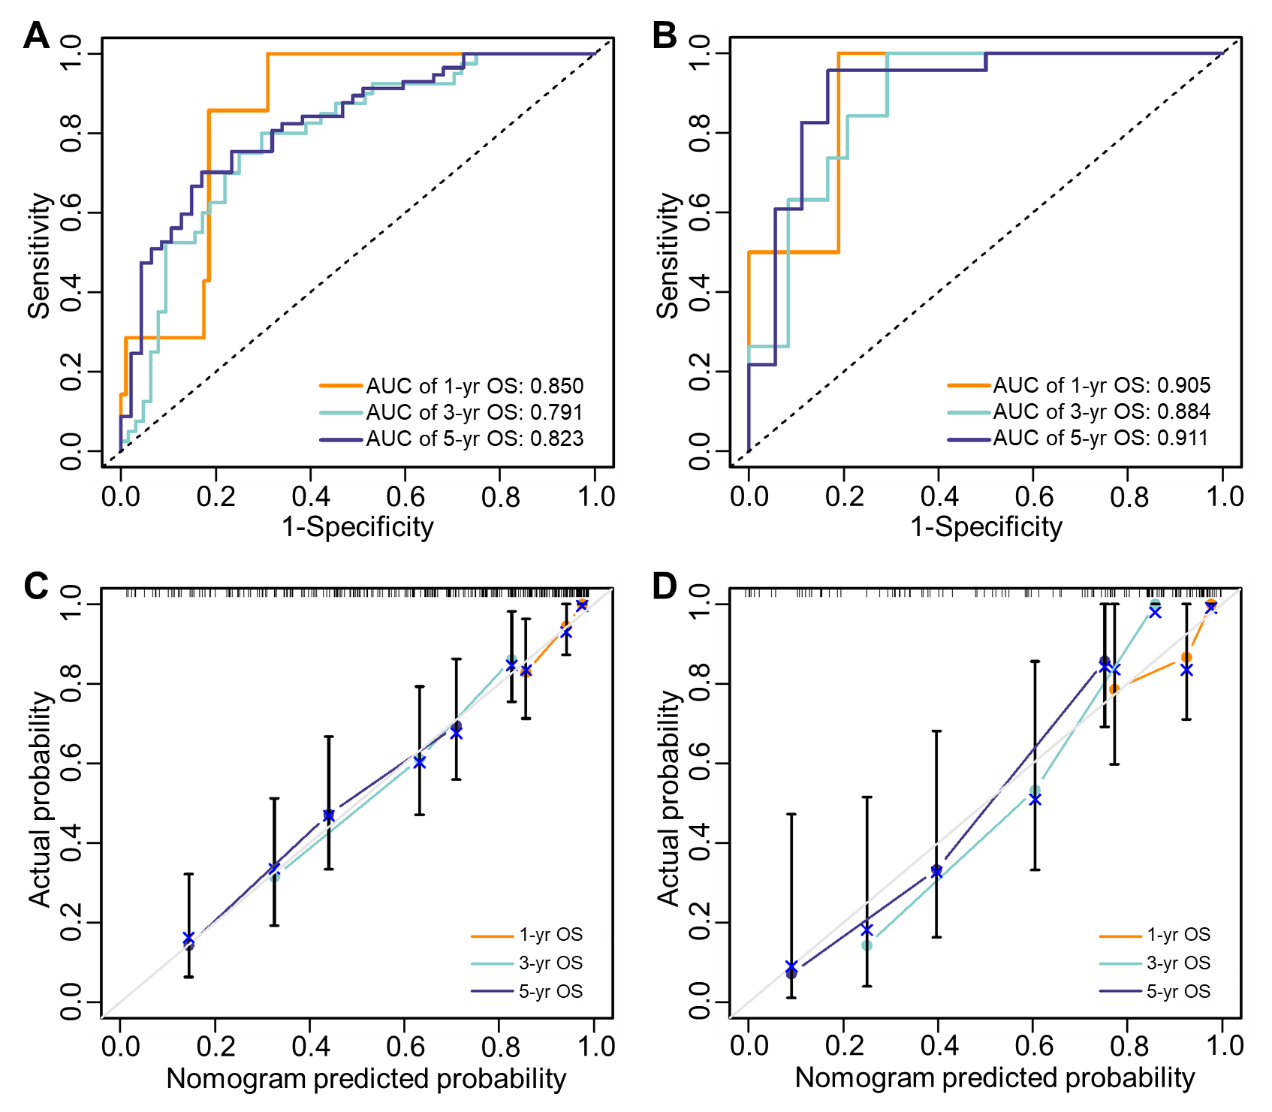 A
Sensitivity
1.0
0.8
0.6
0.4
0.2
0.0
AUC of 1-yr OS: 0.850
AUC of 3-yr OS: 0.791
AUC of 5-yr OS: 0.823
0.0 0.2 0.4 0.6 0.8 1.0
1-Specificity
B
Sensitivity
1.0
0.8
0.6
0.4
0.2
0.0
AUC of 1-yr OS: 0.905
AUC of 3-yr OS: 0.884
AUC of 5-yr OS: 0.911
0.0 0.2 0.4 0.6 0.8 1.0
1-Specificity
C
Actual probability
1.0
0.8
0.6
0.4
0.2
0.0
1-yr OS
3-yr OS
5-yr OS
0.0 0.2 0.4 0.6 0.8 1.0
Nomogram predicted probability
D
Actual probability
1.0
0.8
0.6
0.4
0.2
0.0
1-yr OS
3-yr OS
5-yr OS
0.0 0.2 0.4 0.6 0.8 1.0
Nomogram predicted probability